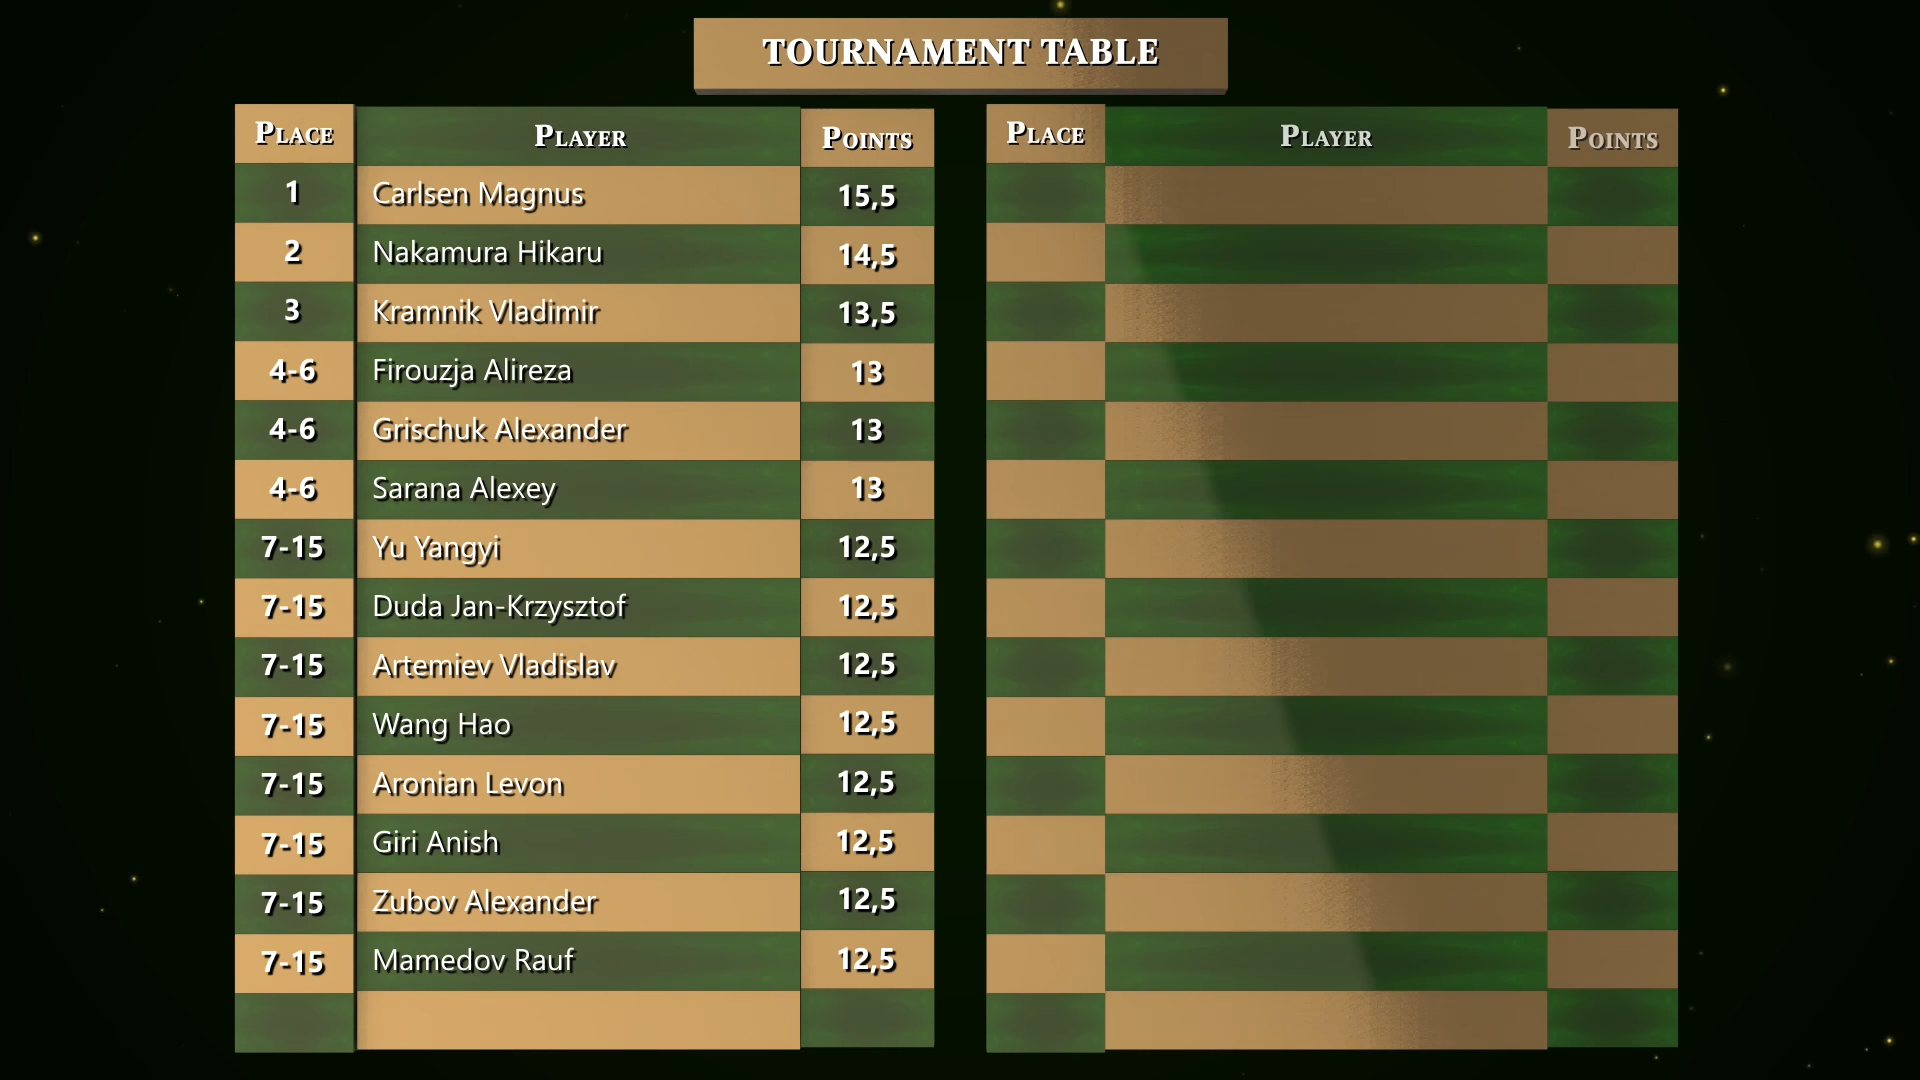 TOURNAMENT TABLE
PLACE PLAYER POINTS PLACE PLAYER POINTS
1 Carlsen Magnus 15,5
2 Nakamura Hikaru 14,5
3 Kramnik Vladimir 13,5
4-6 Firouzja Alireza 13
4-6 Grischuk Alexander 13
4-6 Sarana Alexey 13
7-15 Yu Yangyi 12,5
7-15 Duda Jan-Krzysztof 12,5
7-15 Artemiev Vladislav 12,5
7-15 Wang Hao 12,5
7-15 Aronian Levon 12,5
7-15 Giri Anish 12,5
7-15 Zubov Alexander 12,5
7-15 Mamedov Rauf 12,5